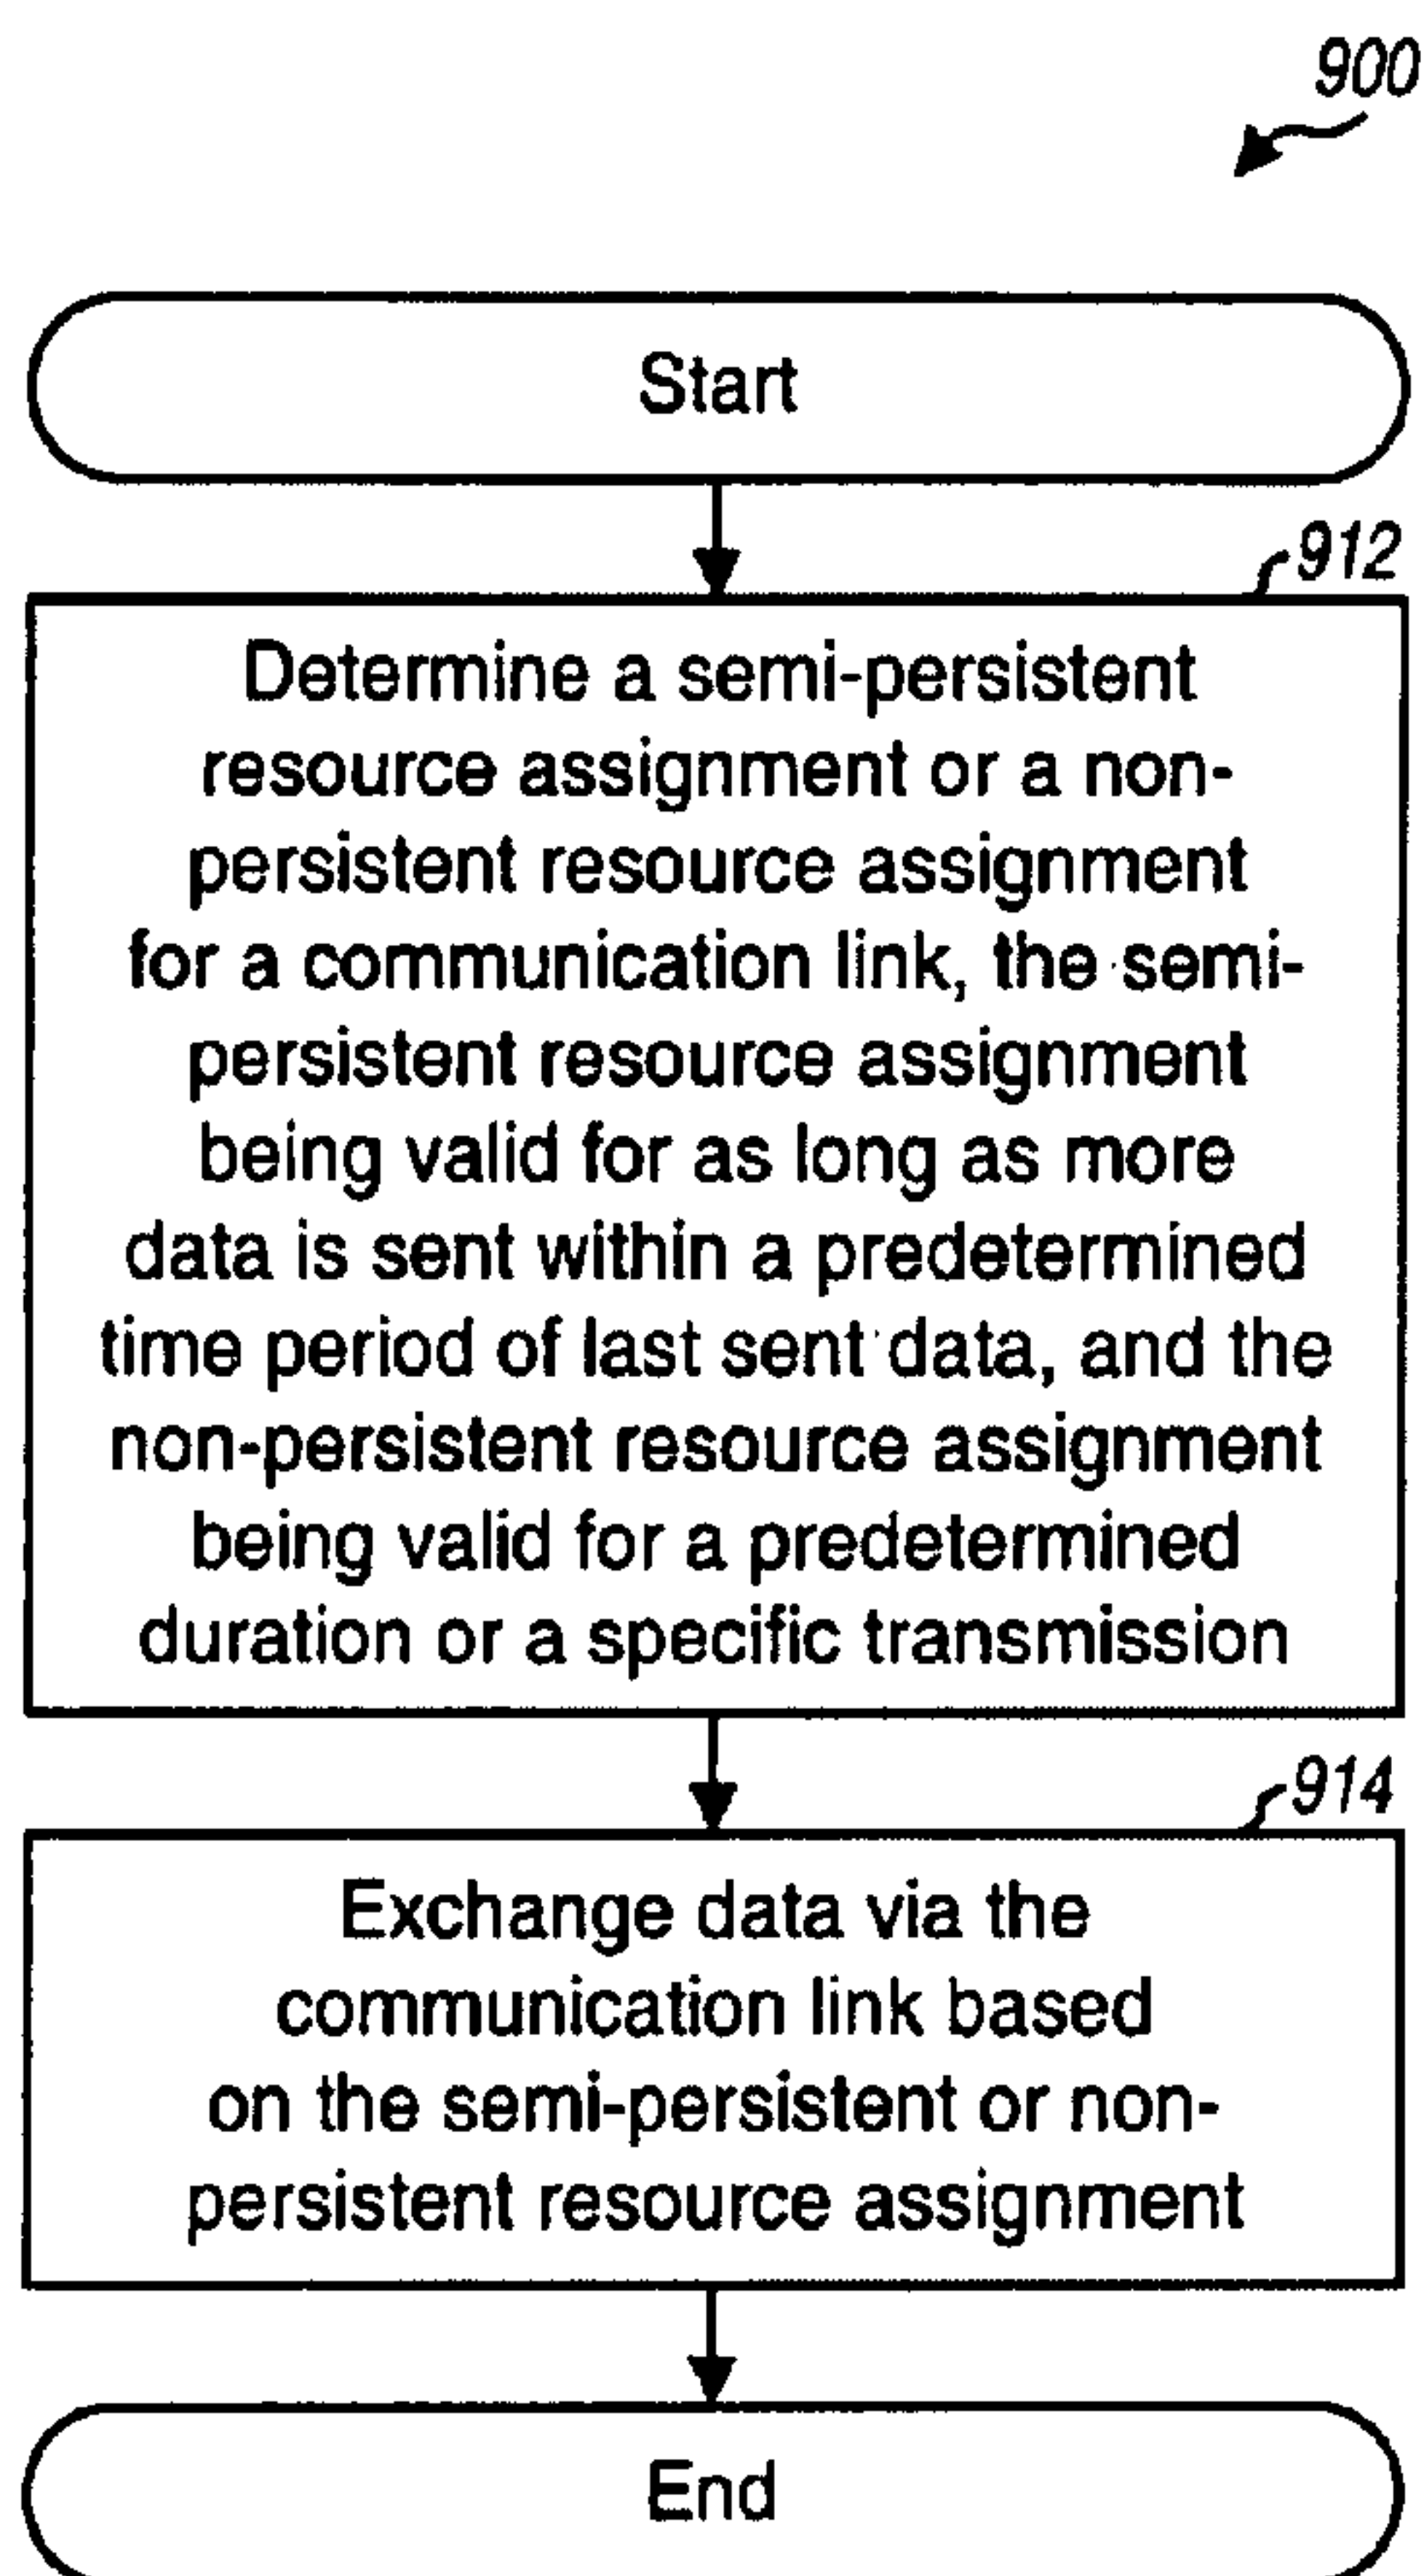 900
Start
912
Determine a semi-persistent
resource assignment or a non-
persistent resource assignment
for a communication link, the semi-
persistent resource assignment
being valid for as long as more
data is sent within a predetermined
time period of last sent data, and the
non-persistent resource assignment
being valid for a predetermined
duration or a specific transmission
914
Exchange data via the
communication link based
on the semi-persistent or non-
persistent resource assignment
End